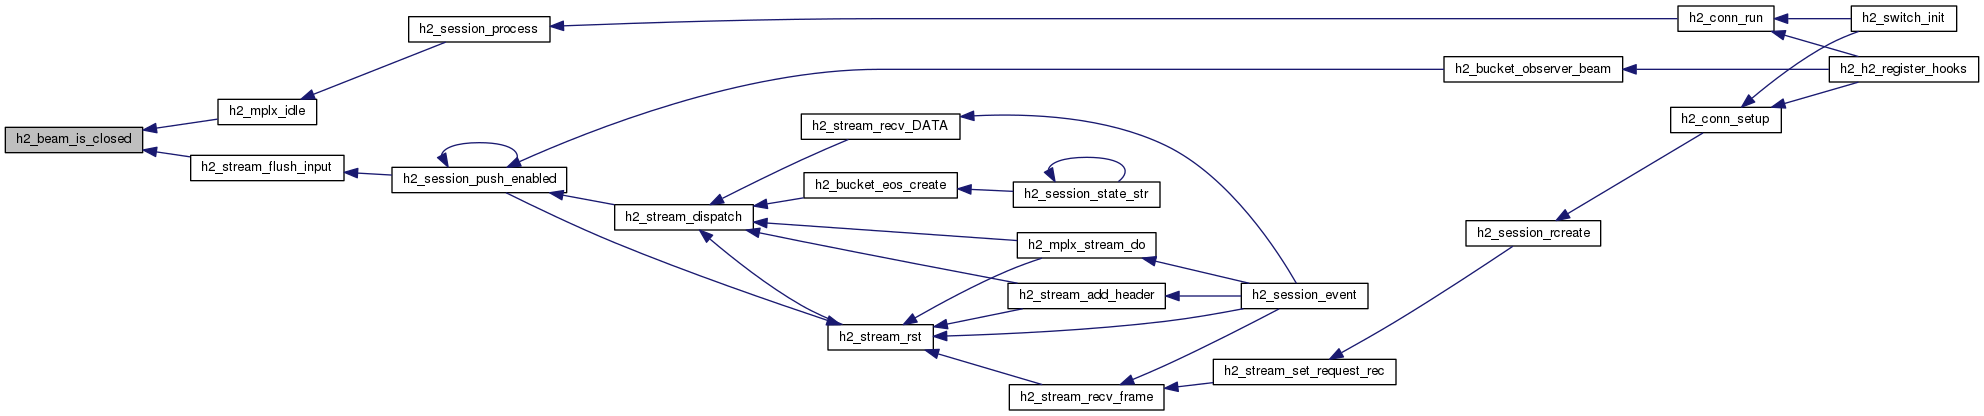 h2_beam_is_closed
h2_mplx_idle
h2_stream_flush_input
h2_session_process
h2_session_push_enabled
h2_stream_dispatch
h2_stream_recv_DATA
h2_bucket_eos_create
h2_stream_rst
h2_session_state_str
h2_mplx_stream_do
h2_stream_add_header
h2_stream_recv_frame
h2_session_event
h2_stream_set_request_rec
h2_bucket_observer_beam
h2_session_rcreate
h2_conn_run
h2_conn_setup
h2_switch_init
h2_h2_register_hooks